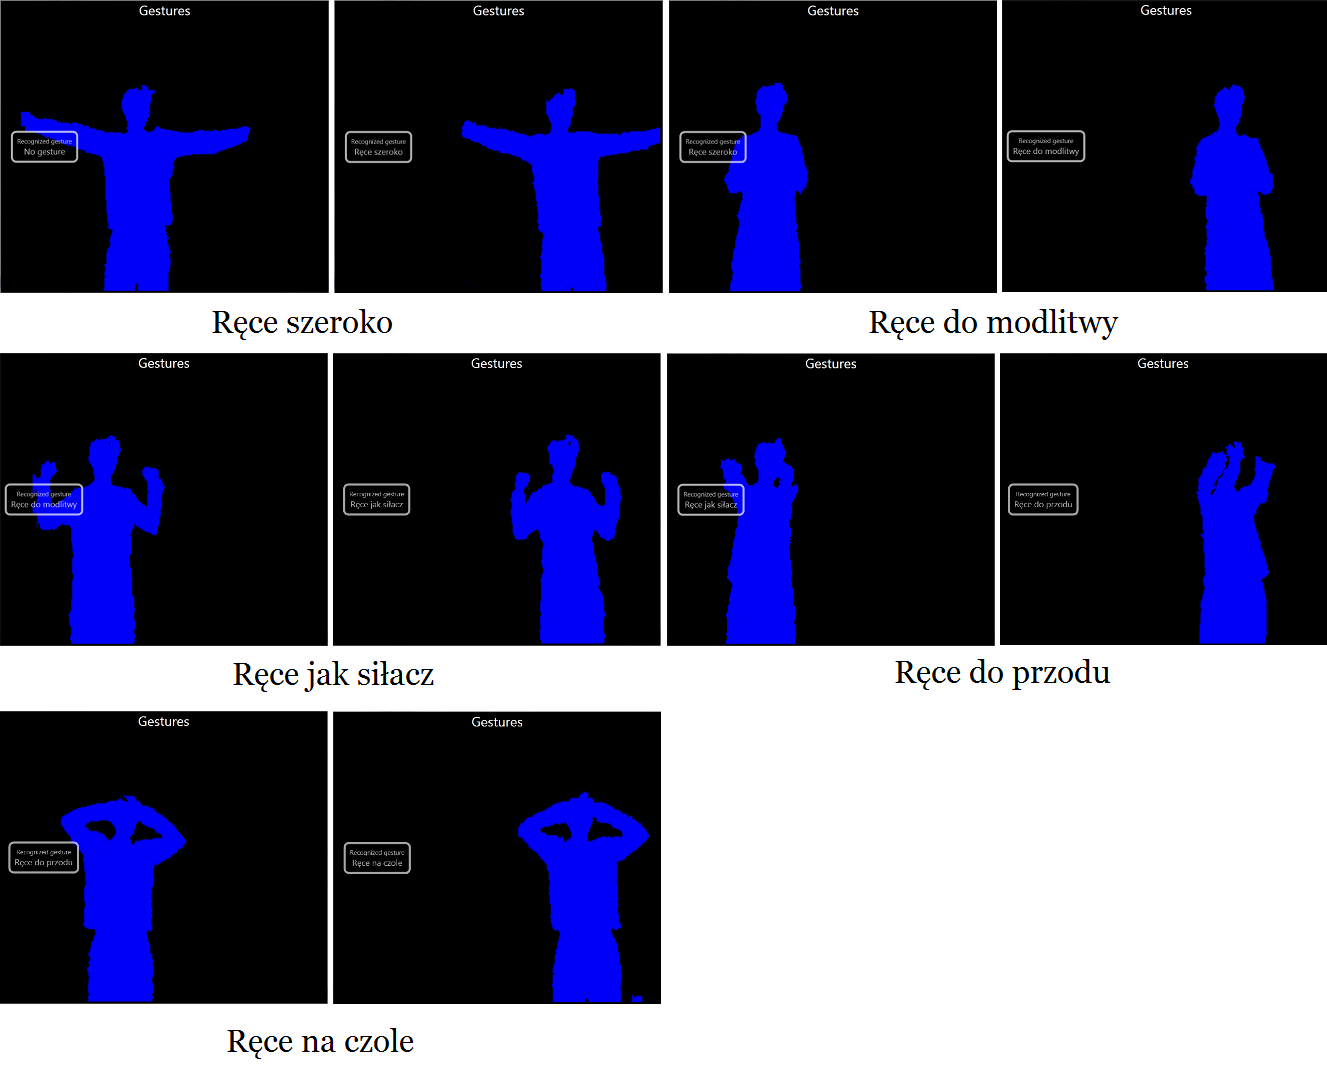 Gestures
Recognized gesture
No gesture
Gestures
Recognized gesture
Ręce szeroko
Gestures
Recognized gesture
Ręce szeroko
Gestures
Recognized gesture
Ręce do modlitwy
Ręce szeroko
Ręce do modlitwy
Gestures
Recognized gesture
Ręce do modlitwy
Gestures
Recognized gesture
Ręce jak siłacz
Gestures
Recognized gesture
Ręce jak siłacz
Gestures
Recognized gesture
Ręce do przodu
Ręce jak siłacz
Ręce do przodu
Gestures
Recognized gesture
Ręce do przodu
Gestures
Recognized gesture
Ręce na czole
Ręce na czole